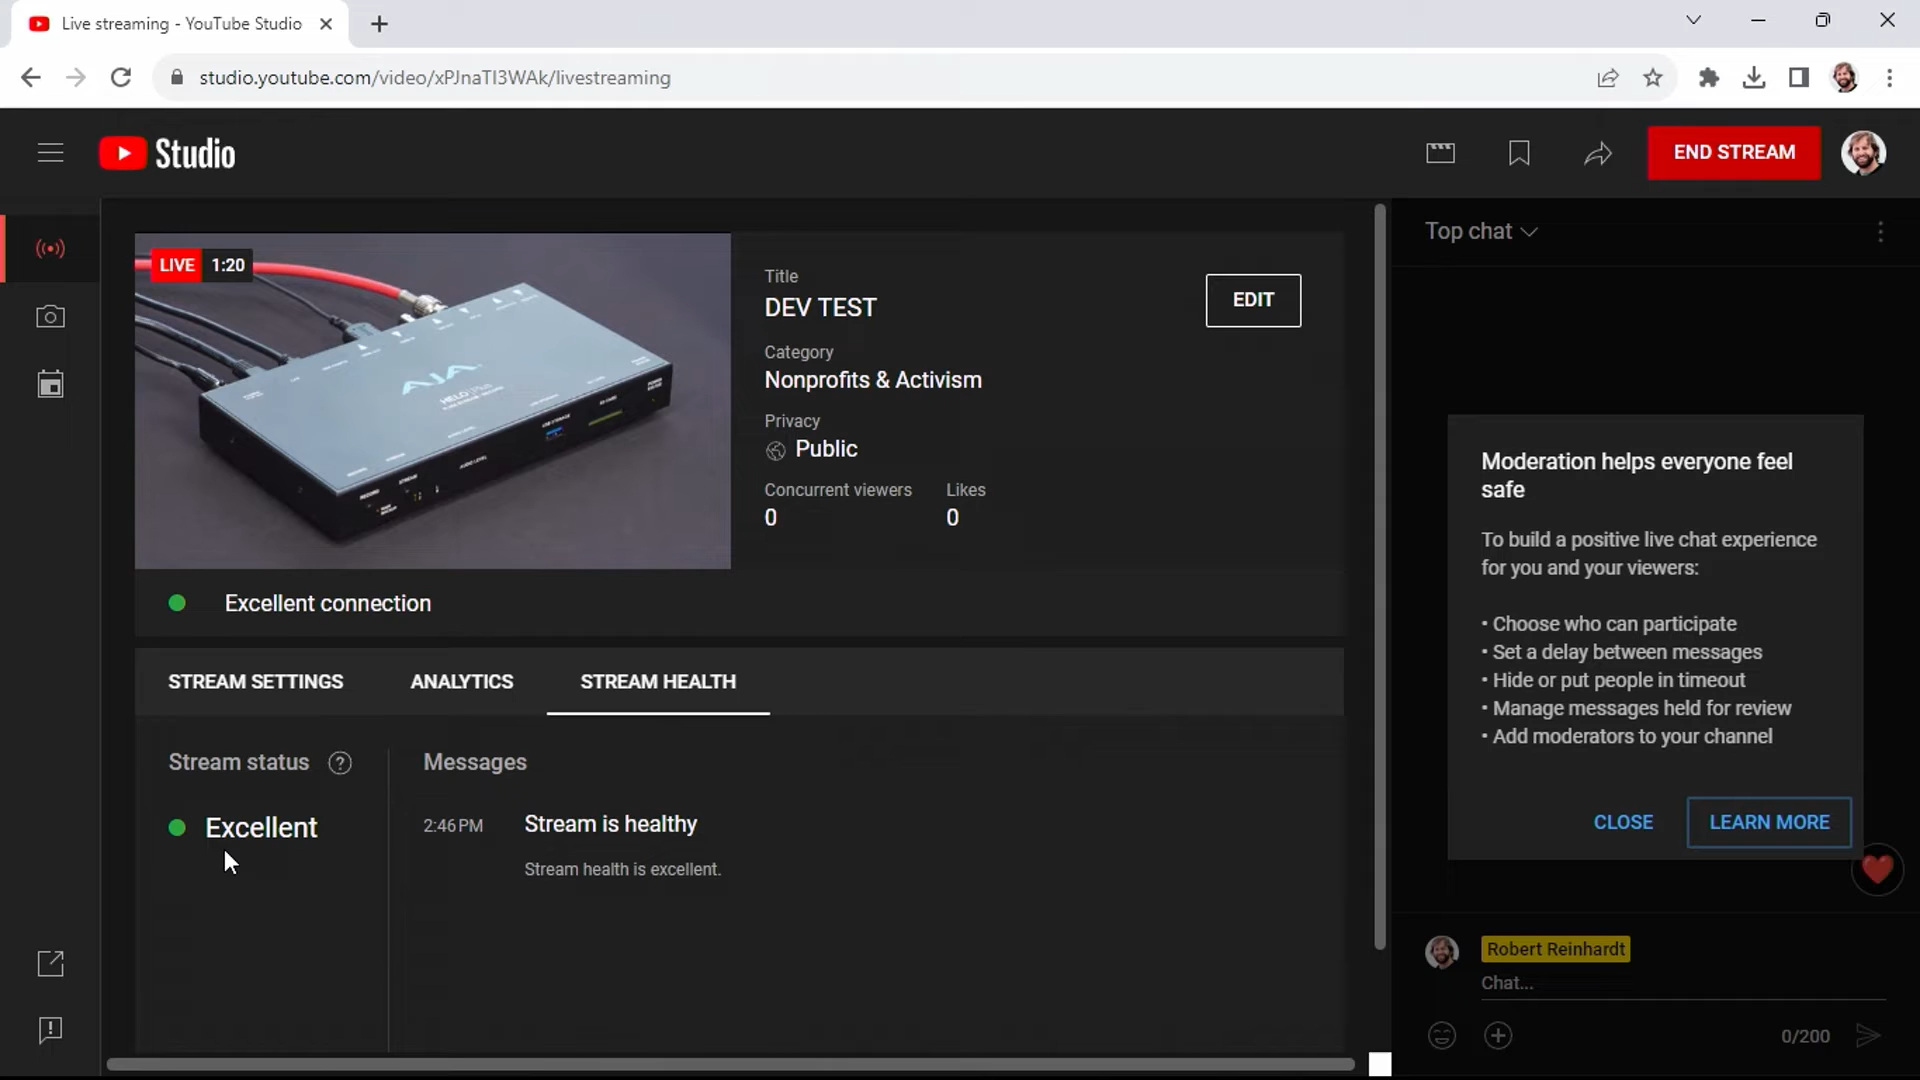 Live streaming - YouTube Studio
studio.youtube.com/video/xPJnaTI3WAk/livestreaming
Studio
END STREAM
LIVE 1:20
AJA
HELO Plus
Title
DEV TEST
EDIT
Category
Nonprofits & Activism
Privacy
Public
Concurrent viewers Likes
0 0
Excellent connection
STREAM SETTINGS ANALYTICS STREAM HEALTH
Stream status ?
Excellent
Messages
2:46 PM Stream is healthy
Stream health is excellent.
Top chat
Moderation helps everyone feel
safe
To build a positive live chat experience
for you and your viewers:
• Choose who can participate
• Set a delay between messages
• Hide or put people in timeout
• Manage messages held for review
• Add moderators to your channel
CLOSE LEARN MORE
Robert Reinhardt
Chat...
0/200